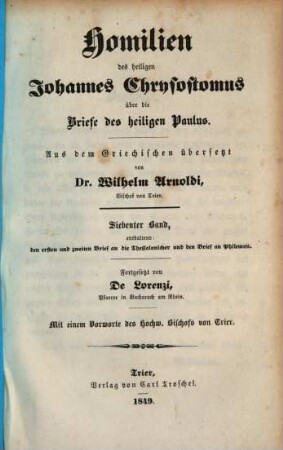 Homilien
des heiligen
Johannes Chrysostomus
über die
Briefe des heiligen Paulus.
Aus dem Griechischen übersetzt
von
Dr. Wilhelm Arnoldi,
Bischof von Trier.
Siebenter Band,
enthaltend:
den ersten und zweiten Brief an die Thessalonicher und den Brief an Philemon.
Fortgesetzt von
De Lorenzi,
Pfarrer in Bacharach am Rhein.
Mit einem Vorworte des Hochw. Bischofs von Trier.
Trier,
Verlag von Carl Troschel.
1849.